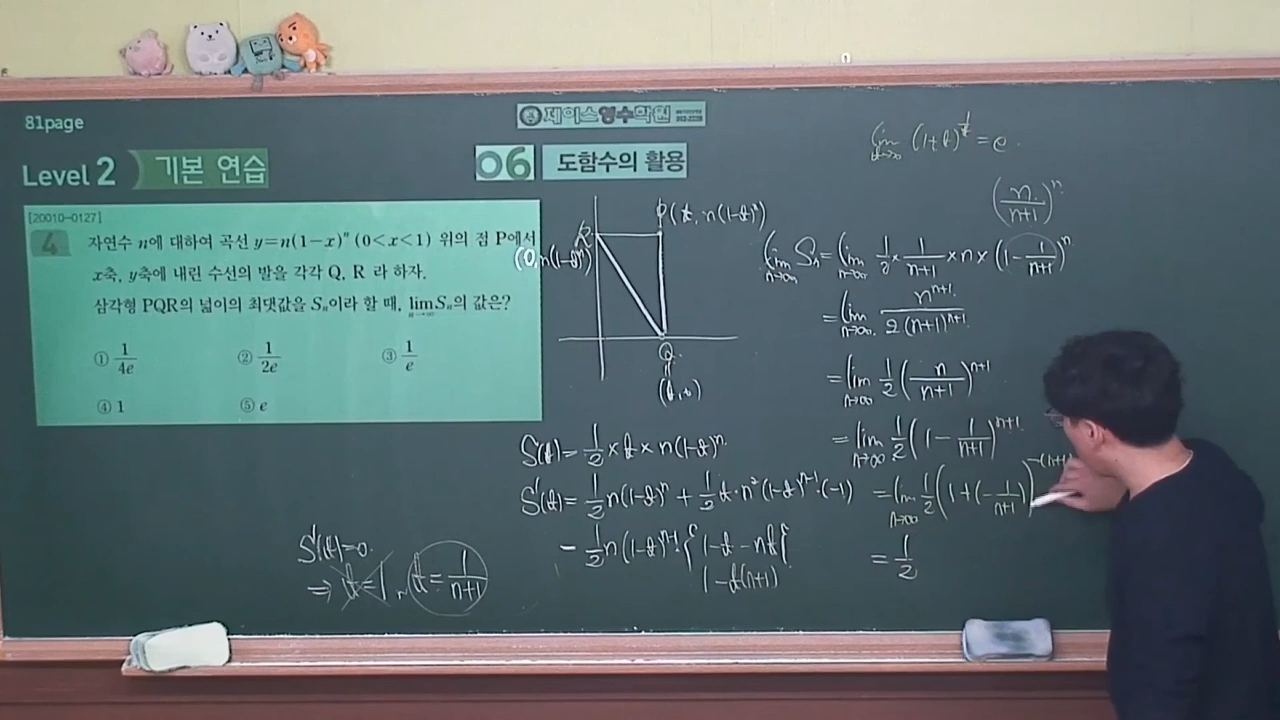 81page
제이스영수학원
Level 2 기본 연습
06 도함수의 활용
[20010-0127]
4 자연수 n에 대하여 곡선 y=n(1-x)ⁿ (0<x<1) 위의 점 P에서
x축, y축에 내린 수선의 발을 각각 Q, R 라 하자.
삼각형 PQR의 넓이의 최댓값을 Sₙ이라 할 때, lim Sₙ의 값은?
n→∞
① 1/4e ② 1/2e ③ 1/e
④ 1 ⑤ e
P(t, n(1-t)ⁿ)
R
(0, n(1-t)ⁿ)
Q
=
(t, 0)
S(t) = 1/2 × t × n(1-t)ⁿ
S'(t) = 1/2 n(1-t)ⁿ + 1/2 t·n²(1-t)ⁿ⁻¹·(-1)
= 1/2 n(1-t)ⁿ⁻¹ { 1-t-nt }
1-t(n+1)
S'(t)=0.
⇒ t=1, t=1/(n+1)
(1+t)^(1/t) = e.
(n/(n+1))ⁿ
lim n→∞ Sₙ = lim n→∞ 1/2 × 1/(n+1) × n × (1 - 1/(n+1))ⁿ
= lim n→∞ nⁿ⁺¹ / 2(n+1)ⁿ⁺¹
= lim n→∞ 1/2 (n/(n+1))ⁿ⁺¹
= lim n→∞ 1/2 (1 - 1/(n+1))ⁿ⁺¹
= lim n→∞ 1/2 (1 + (-1/(n+1)))^-(n+1)
= 1/2